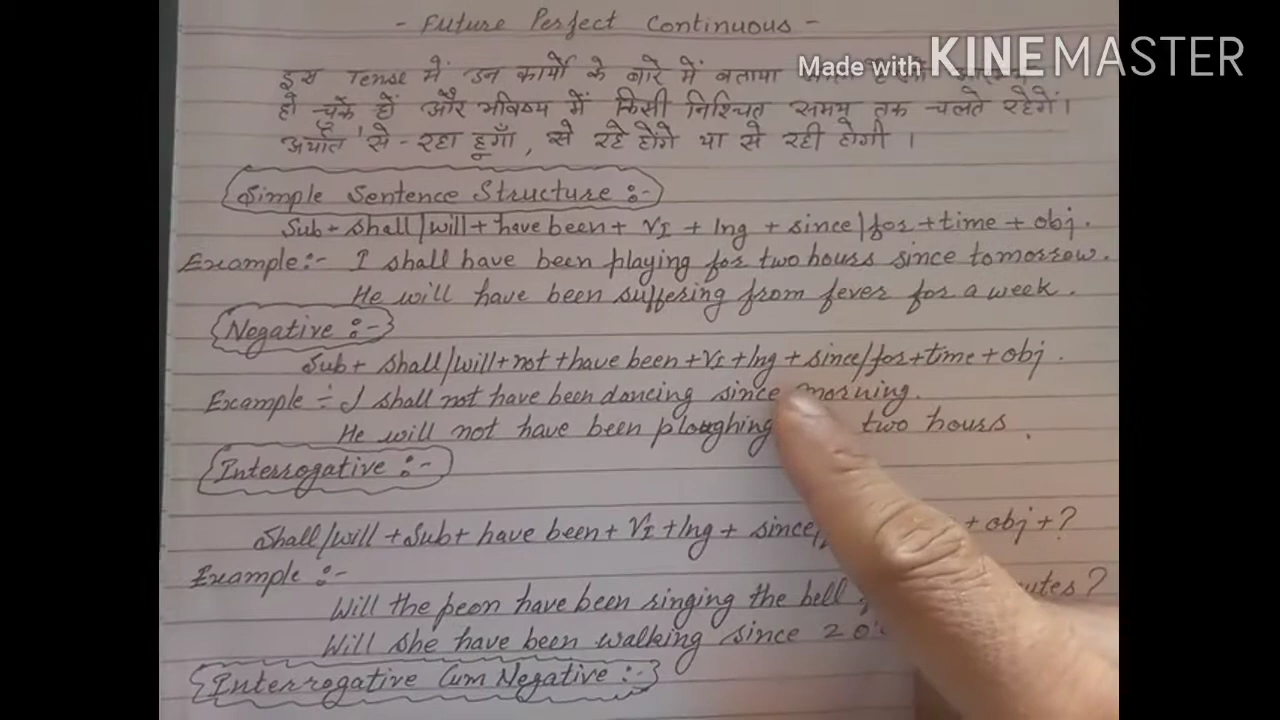 - Future Perfect Continuous -
Made with KINEMASTER
इस Tense में उन कार्यो के बारे में बताया
हो चुके हों और भविष्य में किसी निश्चित समय तक चलते रहेगें।
अर्थात 'से - रहा हूगाँ, से रहे होंगे या से रही होगी ।
Simple Sentence Structure :-
Sub + shall/will + have been + VI + Ing + since/for + time + obj.
Example:- I shall have been playing for two hours since tomorrow.
He will have been suffering from fever for a week.
Negative :-
Sub + shall/will + not + have been + VI + Ing + since/for + time + obj.
Example ÷ I shall not have been dancing since morning.
He will not have been ploughing two hours.
Interrogative :-
Shall/will + Sub + have been + VI + Ing + since/ + obj + ?
Example :-
Will the peon have been ringing the bell ?
Will she have been walking since
Interrogative Cum Negative :-